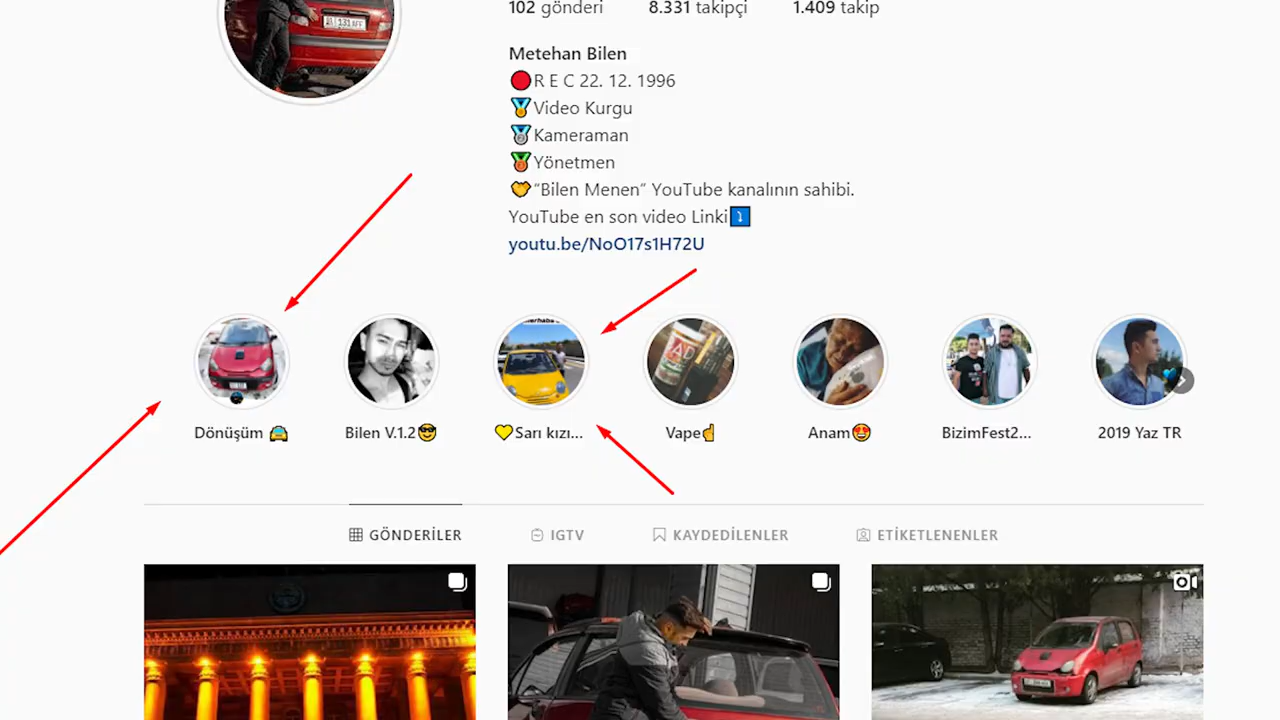 102 gönderi 8.331 takipçi 1.409 takip
Metehan Bilen
🔴R E C 22. 12. 1996
🥇Video Kurgu
🥈Kameraman
🥉Yönetmen
"Bilen Menen" YouTube kanalının sahibi.
YouTube en son video Linki⤵️
youtu.be/NoO17s1H72U
Dönüşüm 🚖 Bilen V.1.2😎 💛Sarı kızı... Vape☝ Anam😍 BizimFest2... 2019 Yaz TR
GÖNDERİLER IGTV KAYDEDİLENLER ETİKETLENENLER